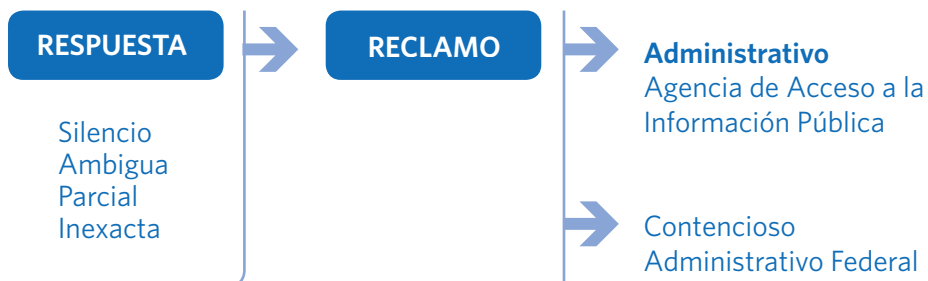 RESPUESTA
Silencio
Ambigua
Parcial
Inexacta
RECLAMO
Administrativo
Agencia de Acceso a la
Información Pública
Contencioso
Administrativo Federal